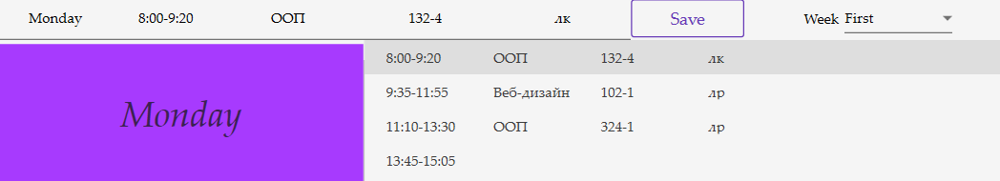 Monday 8:00-9:20 ООП 132-4 лк Save Week First
8:00-9:20 ООП 132-4 лк
Monday
9:35-11:55 Веб-дизайн 102-1 лр
11:10-13:30 ООП 324-1 лр
13:45-15:05